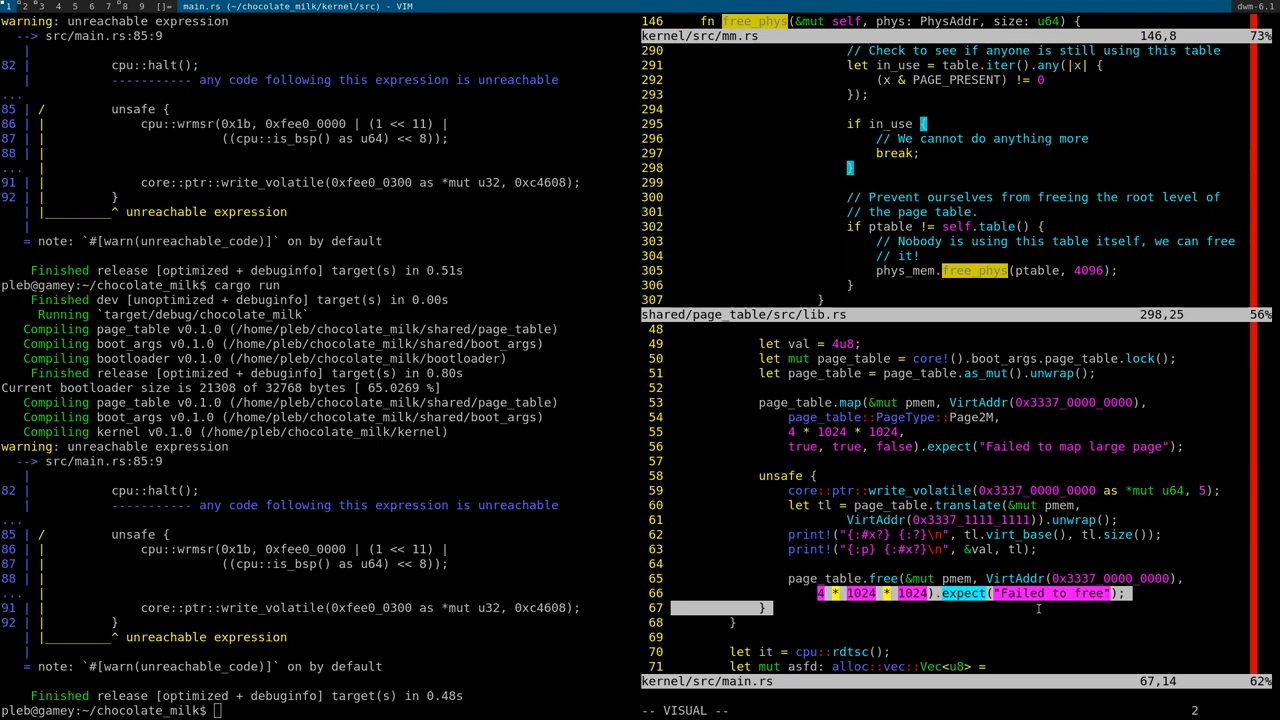 1 2 3 4 5 6 7 8 9 []= main.rs (~/chocolate_milk/kernel/src) - VIM dwm-6.1
warning: unreachable expression
--> src/main.rs:85:9
|
82 | cpu::halt();
| ----------- any code following this expression is unreachable
...
85 | / unsafe {
86 | | cpu::wrmsr(0x1b, 0xfee0_0000 | (1 << 11) |
87 | | ((cpu::is_bsp() as u64) << 8));
88 | |
... |
91 | | core::ptr::write_volatile(0xfee0_0300 as *mut u32, 0xc4608);
92 | | }
| |_________^ unreachable expression
|
= note: `#[warn(unreachable_code)]` on by default
Finished release [optimized + debuginfo] target(s) in 0.51s
pleb@gamey:~/chocolate_milk$ cargo run
Finished dev [unoptimized + debuginfo] target(s) in 0.00s
Running `target/debug/chocolate_milk`
Compiling page_table v0.1.0 (/home/pleb/chocolate_milk/shared/page_table)
Compiling boot_args v0.1.0 (/home/pleb/chocolate_milk/shared/boot_args)
Compiling bootloader v0.1.0 (/home/pleb/chocolate_milk/bootloader)
Finished release [optimized + debuginfo] target(s) in 0.80s
Current bootloader size is 21308 of 32768 bytes [ 65.0269 %]
Compiling page_table v0.1.0 (/home/pleb/chocolate_milk/shared/page_table)
Compiling boot_args v0.1.0 (/home/pleb/chocolate_milk/shared/boot_args)
Compiling kernel v0.1.0 (/home/pleb/chocolate_milk/kernel)
warning: unreachable expression
--> src/main.rs:85:9
|
82 | cpu::halt();
| ----------- any code following this expression is unreachable
...
85 | / unsafe {
86 | | cpu::wrmsr(0x1b, 0xfee0_0000 | (1 << 11) |
87 | | ((cpu::is_bsp() as u64) << 8));
88 | |
... |
91 | | core::ptr::write_volatile(0xfee0_0300 as *mut u32, 0xc4608);
92 | | }
| |_________^ unreachable expression
|
= note: `#[warn(unreachable_code)]` on by default
Finished release [optimized + debuginfo] target(s) in 0.48s
pleb@gamey:~/chocolate_milk$
146 fn free_phys(&mut self, phys: PhysAddr, size: u64) {
kernel/src/mm.rs 146,8 73%
290 // Check to see if anyone is still using this table
291 let in_use = table.iter().any(|x| {
292 (x & PAGE_PRESENT) != 0
293 });
294
295 if in_use {
296 // We cannot do anything more
297 break;
298 }
299
300 // Prevent ourselves from freeing the root level of
301 // the page table.
302 if ptable != self.table() {
303 // Nobody is using this table itself, we can free
304 // it!
305 phys_mem.free_phys(ptable, 4096);
306 }
307 }
shared/page_table/src/lib.rs 298,25 56%
48
49 let val = 4u8;
50 let mut page_table = core!().boot_args.page_table.lock();
51 let page_table = page_table.as_mut().unwrap();
52
53 page_table.map(&mut pmem, VirtAddr(0x3337_0000_0000),
54 page_table::PageType::Page2M,
55 4 * 1024 * 1024,
56 true, true, false).expect("Failed to map large page");
57
58 unsafe {
59 core::ptr::write_volatile(0x3337_0000_0000 as *mut u64, 5);
60 let tl = page_table.translate(&mut pmem,
61 VirtAddr(0x3337_1111_1111)).unwrap();
62 print!("{:#x?} {:?}\n", tl.virt_base(), tl.size());
63 print!("{:p} {:#x?}\n", &val, tl);
64
65 page_table.free(&mut pmem, VirtAddr(0x3337_0000_0000),
66 4 * 1024 * 1024).expect("Failed to free");
67 }
68 }
69
70 let it = cpu::rdtsc();
71 let mut asfd: alloc::vec::Vec<u8> =
kernel/src/main.rs 67,14 62%
-- VISUAL -- 2